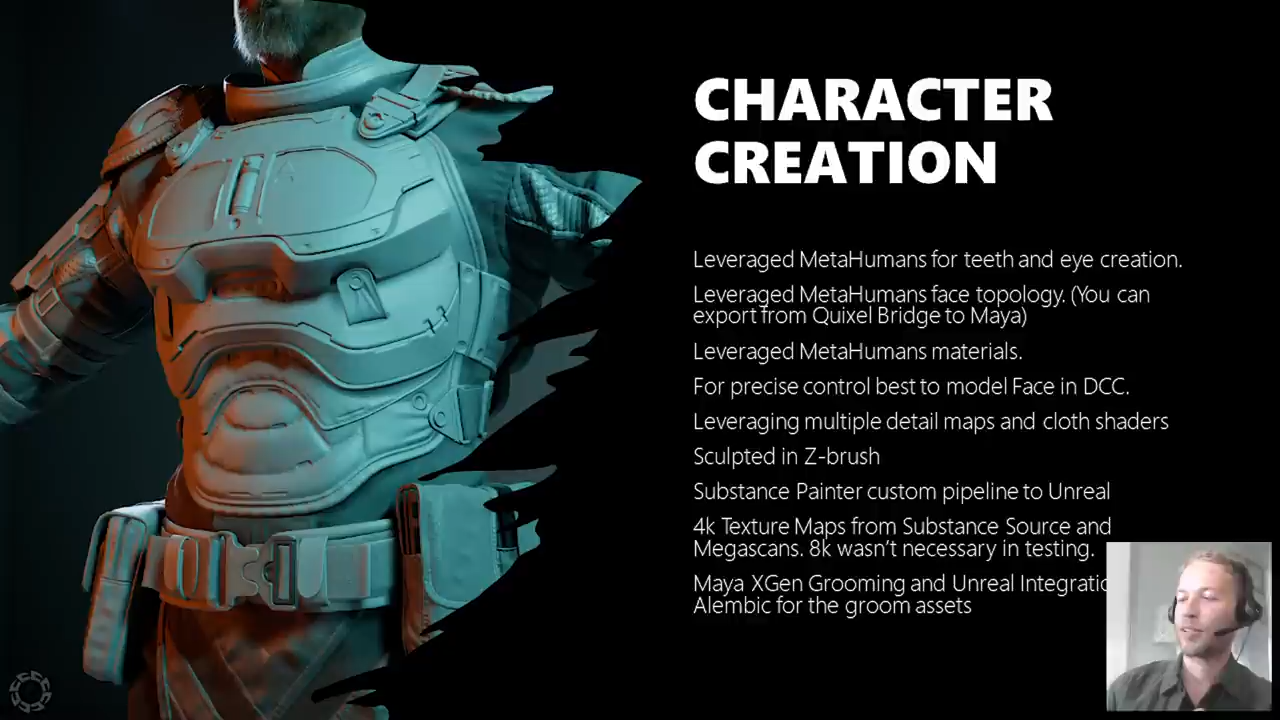 CHARACTER
CREATION
Leveraged MetaHumans for teeth and eye creation.
Leveraged MetaHumans face topology. (You can
export from Quixel Bridge to Maya)
Leveraged MetaHumans materials.
For precise control best to model Face in DCC.
Leveraging multiple detail maps and cloth shaders
Sculpted in Z-brush
Substance Painter custom pipeline to Unreal
4k Texture Maps from Substance Source and
Megascans. 8k wasn't necessary in testing.
Maya XGen Grooming and Unreal
Alembic for the groom assets